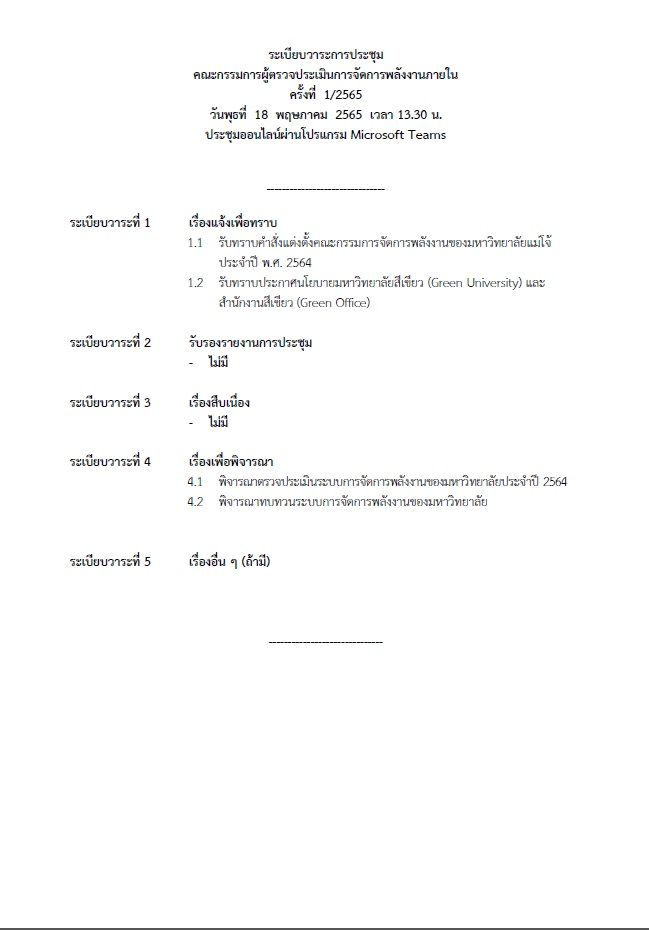 ระเบียบวาระการประชุม
คณะกรรมการผู้ตรวจประเมินการจัดการพลังงานภายใน
ครั้งที่ 1/2565
วันพุธที่ 18 พฤษภาคม 2565 เวลา 13.30 น.
ประชุมออนไลน์ผ่านโปรแกรม Microsoft Teams
-------------------------------
ระเบียบวาระที่ 1 เรื่องแจ้งเพื่อทราบ
1.1 รับทราบคำสั่งแต่งตั้งคณะกรรมการจัดการพลังงานของมหาวิทยาลัยแม่โจ้
ประจำปี พ.ศ. 2564
1.2 รับทราบประกาศนโยบายมหาวิทยาลัยสีเขียว (Green University) และ
สำนักงานสีเขียว (Green Office)
ระเบียบวาระที่ 2 รับรองรายงานการประชุม
- ไม่มี
ระเบียบวาระที่ 3 เรื่องสืบเนื่อง
- ไม่มี
ระเบียบวาระที่ 4 เรื่องเพื่อพิจารณา
4.1 พิจารณาตรวจประเมินระบบการจัดการพลังงานของมหาวิทยาลัยประจำปี 2564
4.2 พิจารณาทบทวนระบบการจัดการพลังงานของมหาวิทยาลัย
ระเบียบวาระที่ 5 เรื่องอื่น ๆ (ถ้ามี)
------------------------------